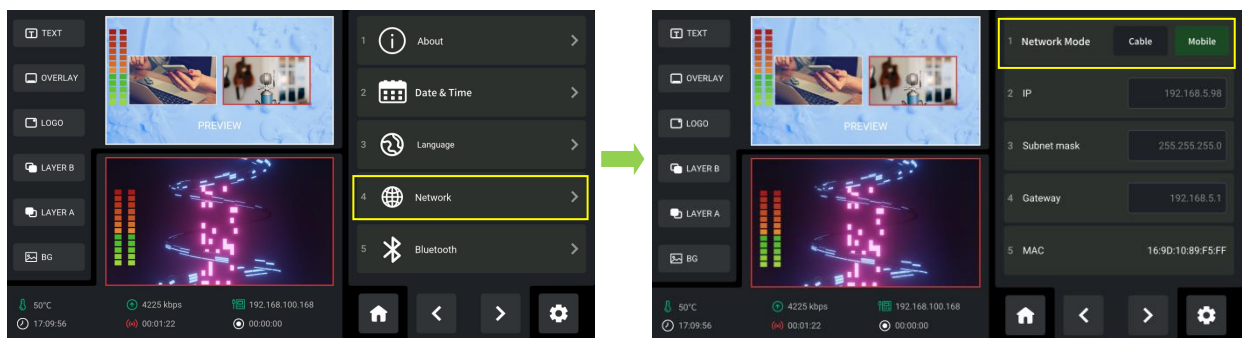 TEXT
OVERLAY
LOGO
LAYER B
LAYER A
BG
PREVIEW
1 About
2 Date & Time
3 Language
4 Network
5 Bluetooth
50°C
4225 kbps
192.168.100.168
17:09:56
00:01:22
00:00:00
TEXT
OVERLAY
LOGO
LAYER B
LAYER A
BG
PREVIEW
1 Network Mode Cable Mobile
2 IP 192.168.5.98
3 Subnet mask 255.255.255.0
4 Gateway 192.168.5.1
5 MAC 16:9D:10:89:F5:FF
50°C
4225 kbps
192.168.100.168
17:09:56
00:01:22
00:00:00